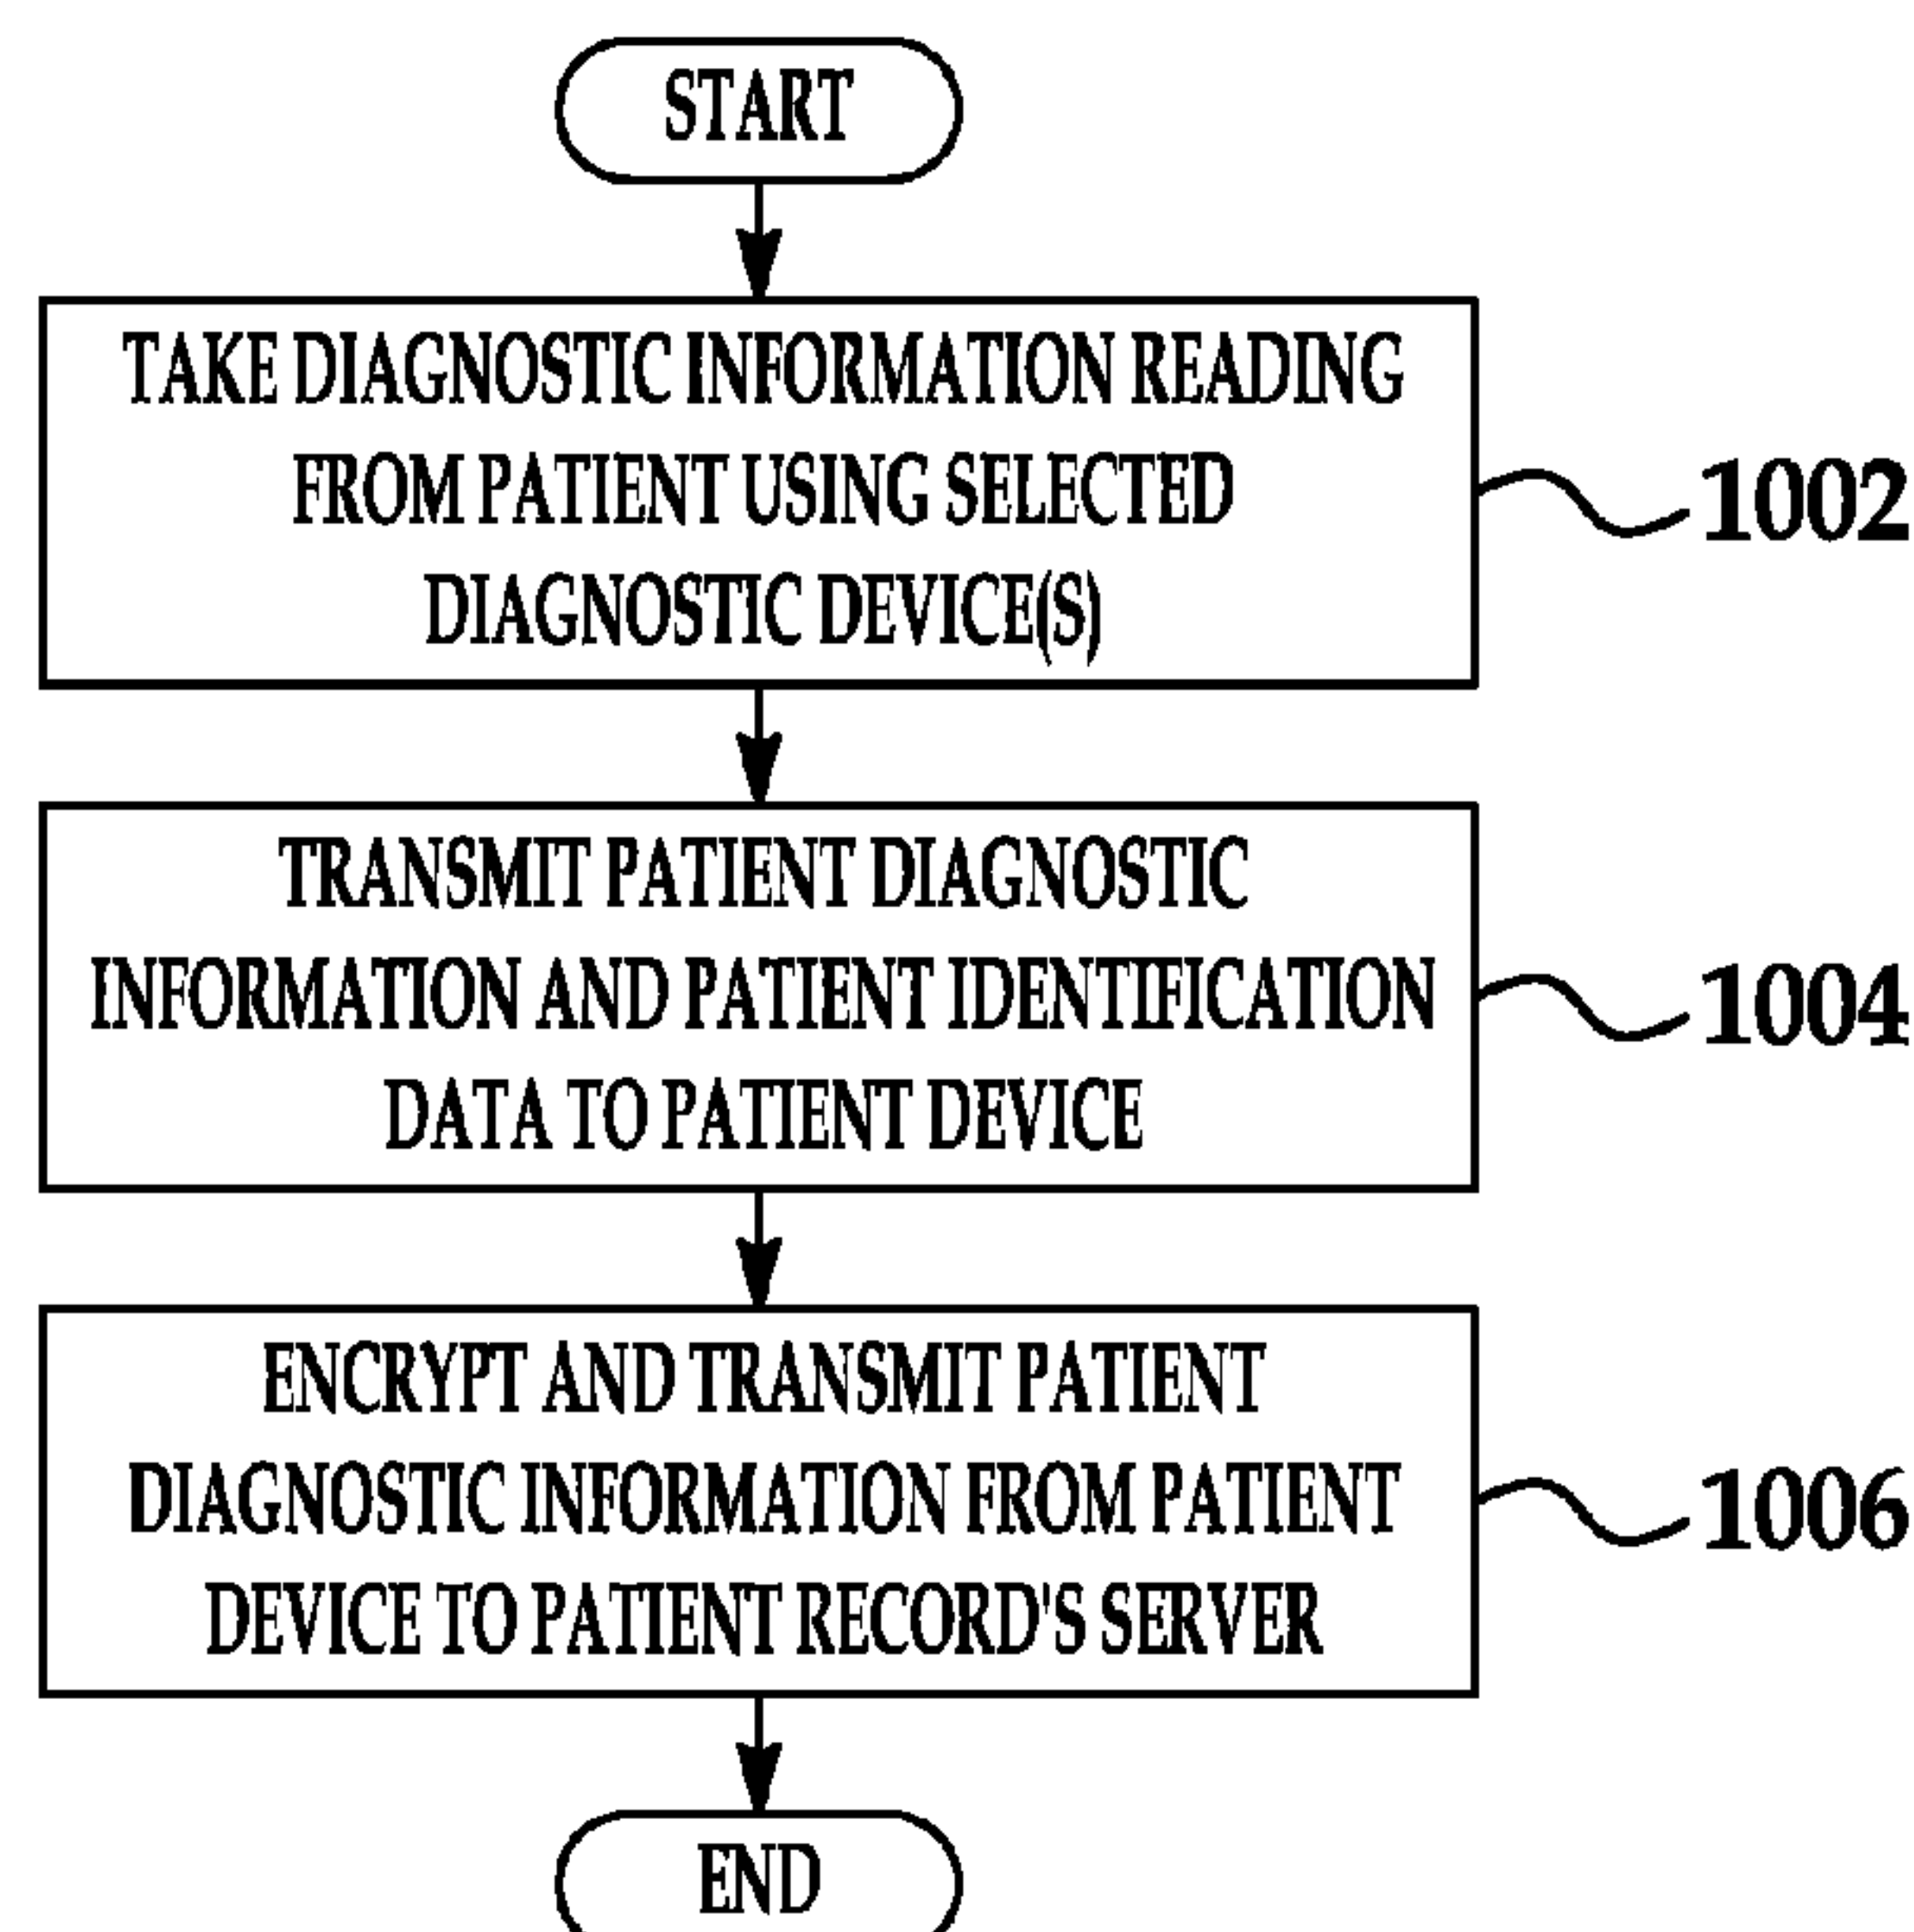 START
TAKE DIAGNOSTIC INFORMATION READING
FROM PATIENT USING SELECTED
DIAGNOSTIC DEVICE(S)
1002
TRANSMIT PATIENT DIAGNOSTIC
INFORMATION AND PATIENT IDENTIFICATION
DATA TO PATIENT DEVICE
1004
ENCRYPT AND TRANSMIT PATIENT
DIAGNOSTIC INFORMATION FROM PATIENT
DEVICE TO PATIENT RECORD'S SERVER
1006
END